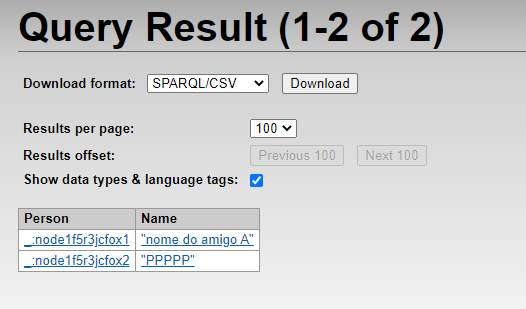 Query Result (1-2 of 2)
Download format: SPARQL/CSV Download
Results per page: 100
Results offset: Previous 100 Next 100
Show data types & language tags:
Person Name
_:node1f5r3jcfox1 "nome do amigo A"
_:node1f5r3jcfox2 "PPPPP"